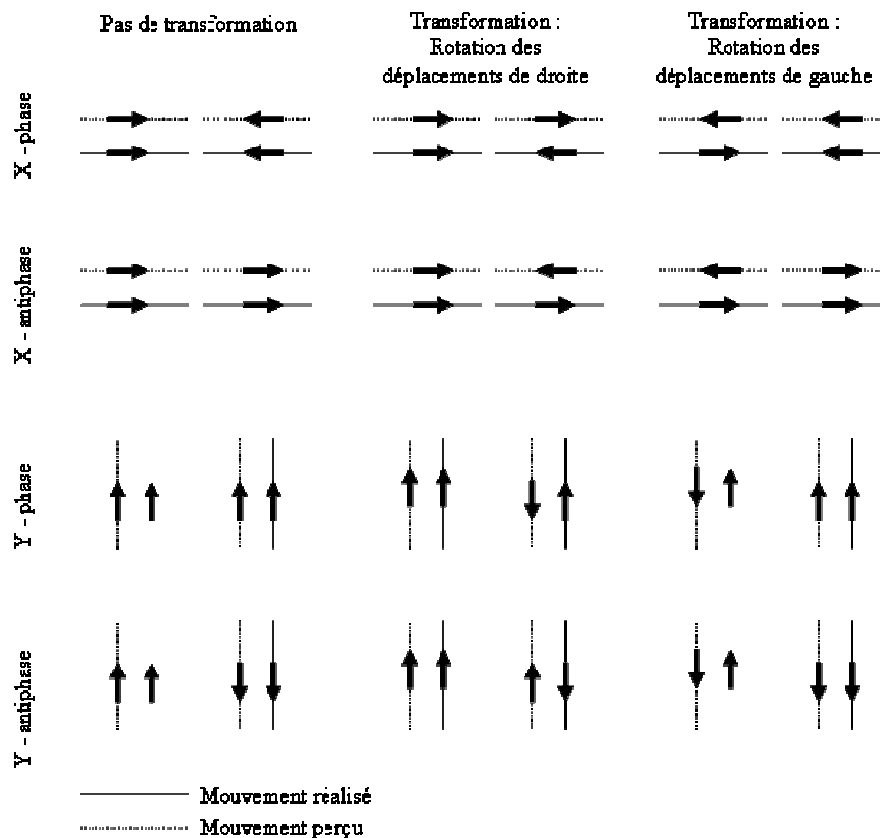 Pas de transformation
Transformation :
Rotation des
déplacements de droite
Transformation :
Rotation des
déplacements de gauche
X - phase
X - antiphase
Y - phase
Y - antiphase
Mouvement réalisé
Mouvement perçu